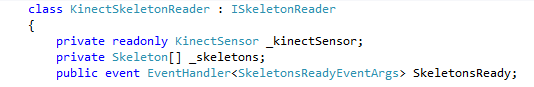 class KinectSkeletonReader : ISkeletonReader
{
private readonly KinectSensor _kinectSensor;
private Skeleton[] _skeletons;
public event EventHandler<SkeletonsReadyEventArgs> SkeletonsReady;